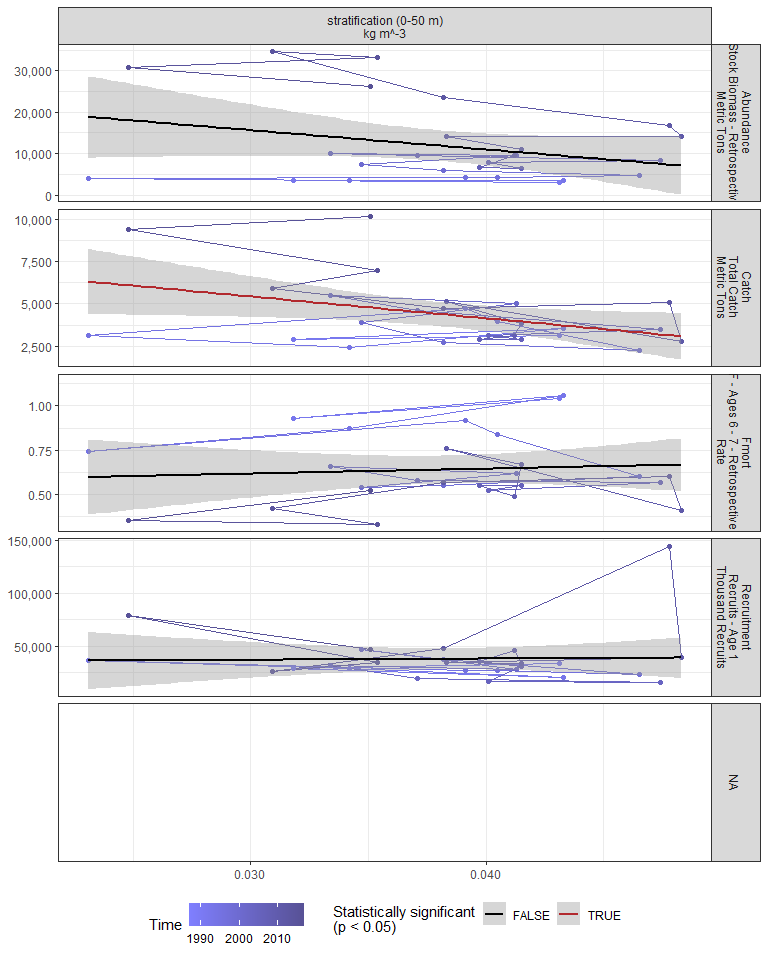 stratification (0-50 m)
kg m^-3
30,000
20,000
10,000
0
Abundance
Stock Biomass - Retrospectiv
Metric Tons
10,000
7,500
5,000
2,500
Catch
Total Catch
Metric Tons
1.00
0.75
0.50
Fmort
F - Ages 6 - 7 - Retrospective
Rate
150,000
100,000
50,000
Recruitment
Recruits - Age 1
Thousand Recruits
NA
0.030
0.040
Time
1990
2000
2010
Statistically significant
(p < 0.05)
FALSE
TRUE